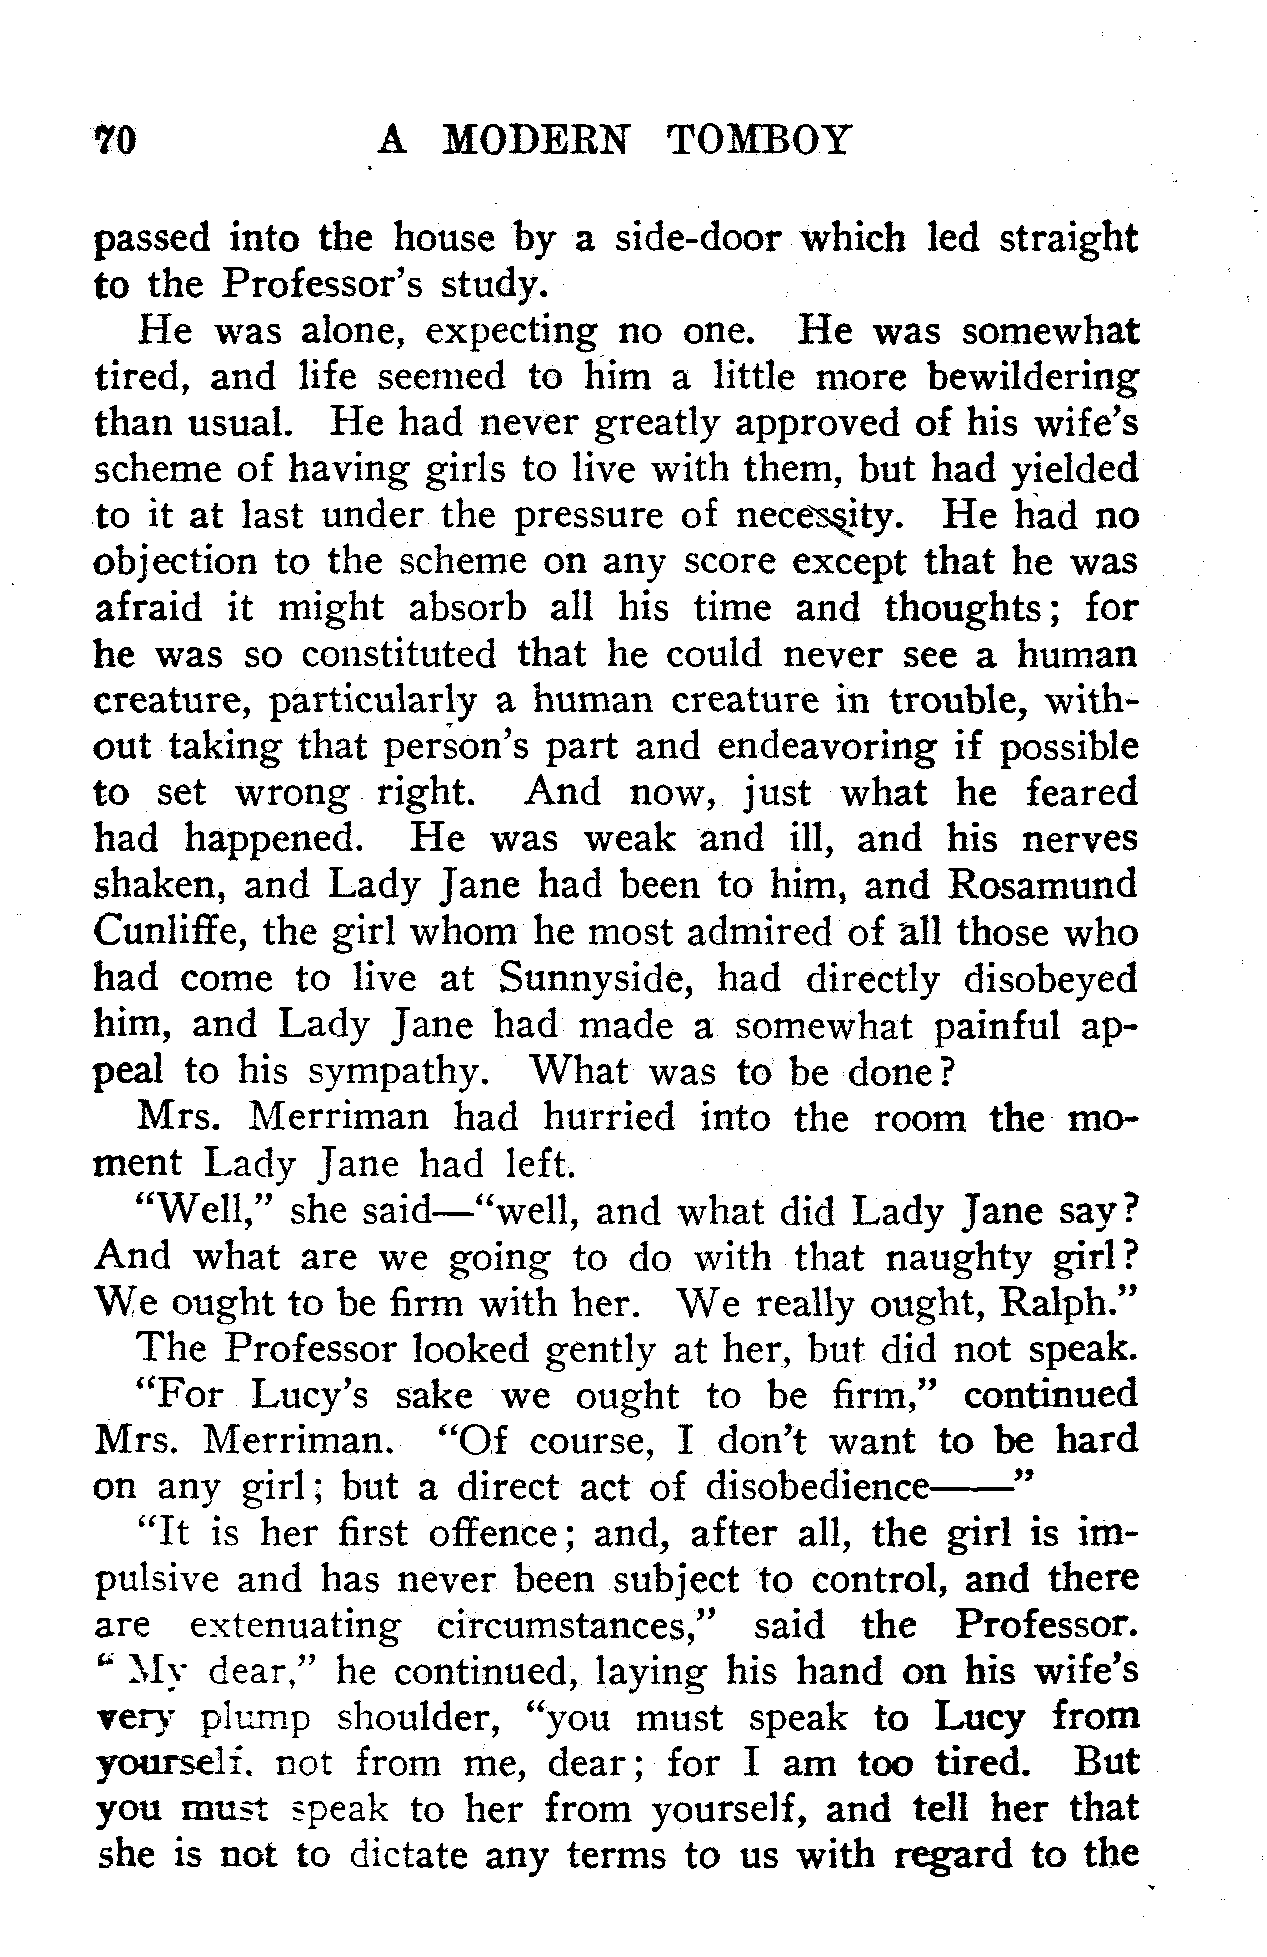 70 A MODERN TOMBOY
passed into the house by a side-door which led straight
to the Professor's study.
He was alone, expecting no one. He was somewhat
tired, and life seemed to him a little more bewildering
than usual. He had never greatly approved of his wife's
scheme of having girls to live with them, but had yielded
to it at last under the pressure of necessity. He had no
objection to the scheme on any score except that he was
afraid it might absorb all his time and thoughts; for
he was so constituted that he could never see a human
creature, particularly a human creature in trouble, with-
out taking that person's part and endeavoring if possible
to set wrong right. And now, just what he feared
had happened. He was weak and ill, and his nerves
shaken, and Lady Jane had been to him, and Rosamund
Cunliffe, the girl whom he most admired of all those who
had come to live at Sunnyside, had directly disobeyed
him, and Lady Jane had made a somewhat painful ap-
peal to his sympathy. What was to be done?
Mrs. Merriman had hurried into the room the mo-
ment Lady Jane had left.
"Well," she said—"well, and what did Lady Jane say?
And what are we going to do with that naughty girl?
We ought to be firm with her. We really ought, Ralph."
The Professor looked gently at her, but did not speak.
"For Lucy's sake we ought to be firm," continued
Mrs. Merriman. "Of course, I don't want to be hard
on any girl; but a direct act of disobedience——"
"It is her first offence; and, after all, the girl is im-
pulsive and has never been subject to control, and there
are extenuating circumstances," said the Professor.
"My dear," he continued, laying his hand on his wife's
very plump shoulder, "you must speak to Lucy from
yourself, not from me, dear; for I am too tired. But
you must speak to her from yourself, and tell her that
she is not to dictate any terms to us with regard to the